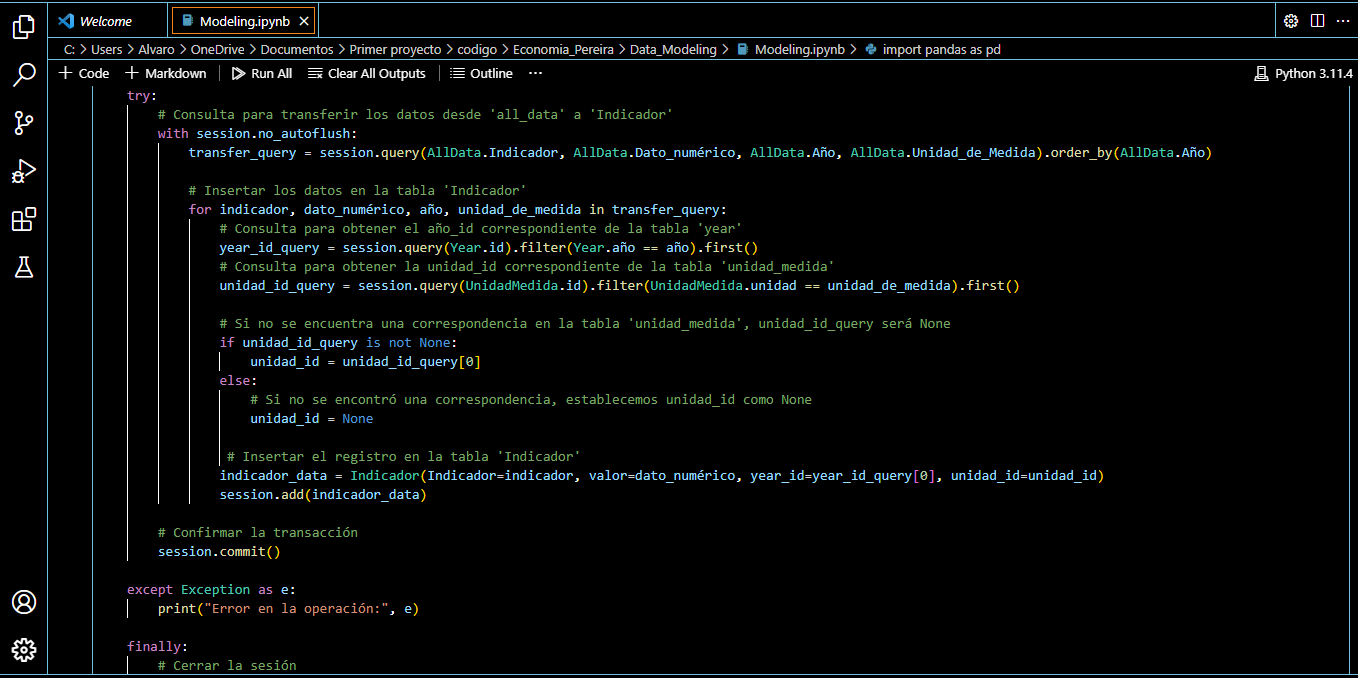 Welcome
Modeling.ipynb
C: > Users > Alvaro > OneDrive > Documentos > Primer proyecto > codigo > Economia_Pereira > Data_Modeling > Modeling.ipynb > import pandas as pd
+ Code + Markdown Run All Clear All Outputs Outline ... Python 3.11.4
try:
# Consulta para transferir los datos desde 'all_data' a 'Indicador'
with session.no_autoflush:
transfer_query = session.query(AllData.Indicador, AllData.Dato_numérico, AllData.Año, AllData.Unidad_de_Medida).order_by(AllData.Año)
# Insertar los datos en la tabla 'Indicador'
for indicador, dato_numérico, año, unidad_de_medida in transfer_query:
# Consulta para obtener el año_id correspondiente de la tabla 'year'
year_id_query = session.query(Year.id).filter(Year.año == año).first()
# Consulta para obtener la unidad_id correspondiente de la tabla 'unidad_medida'
unidad_id_query = session.query(UnidadMedida.id).filter(UnidadMedida.unidad == unidad_de_medida).first()
# Si no se encuentra una correspondencia en la tabla 'unidad_medida', unidad_id_query será None
if unidad_id_query is not None:
unidad_id = unidad_id_query[0]
else:
# Si no se encontró una correspondencia, establecemos unidad_id como None
unidad_id = None
# Insertar el registro en la tabla 'Indicador'
indicador_data = Indicador(Indicador=indicador, valor=dato_numérico, year_id=year_id_query[0], unidad_id=unidad_id)
session.add(indicador_data)
# Confirmar la transacción
session.commit()
except Exception as e:
print("Error en la operación:", e)
finally:
# Cerrar la sesión